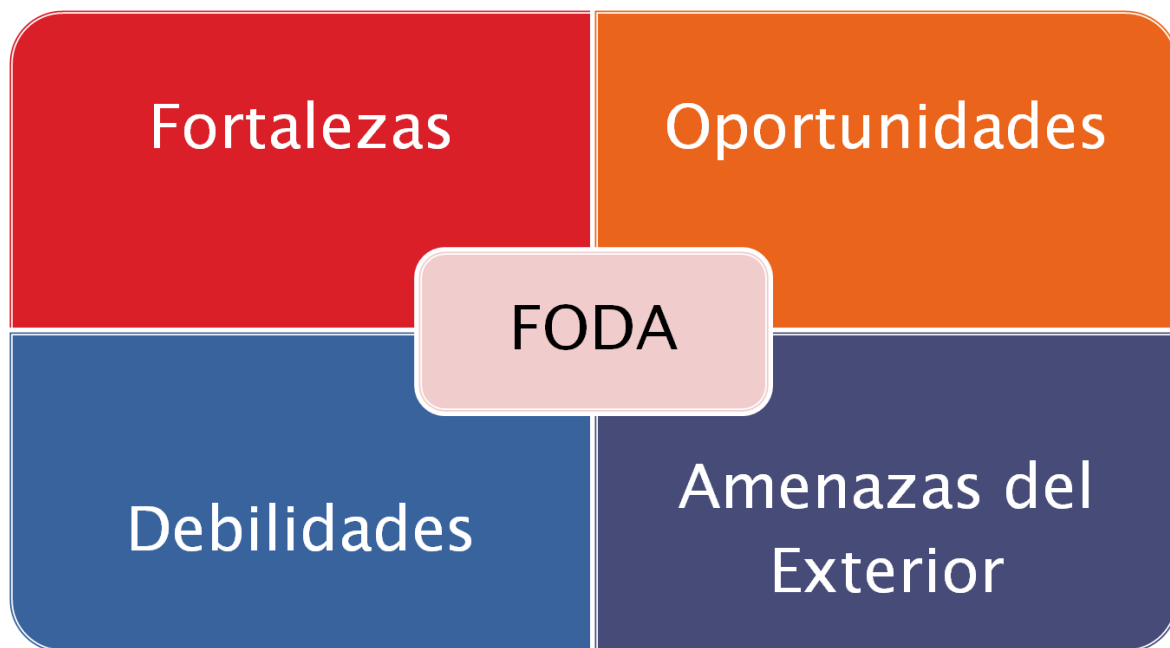 Fortalezas
Oportunidades
FODA
Debilidades
Amenazas del
Exterior